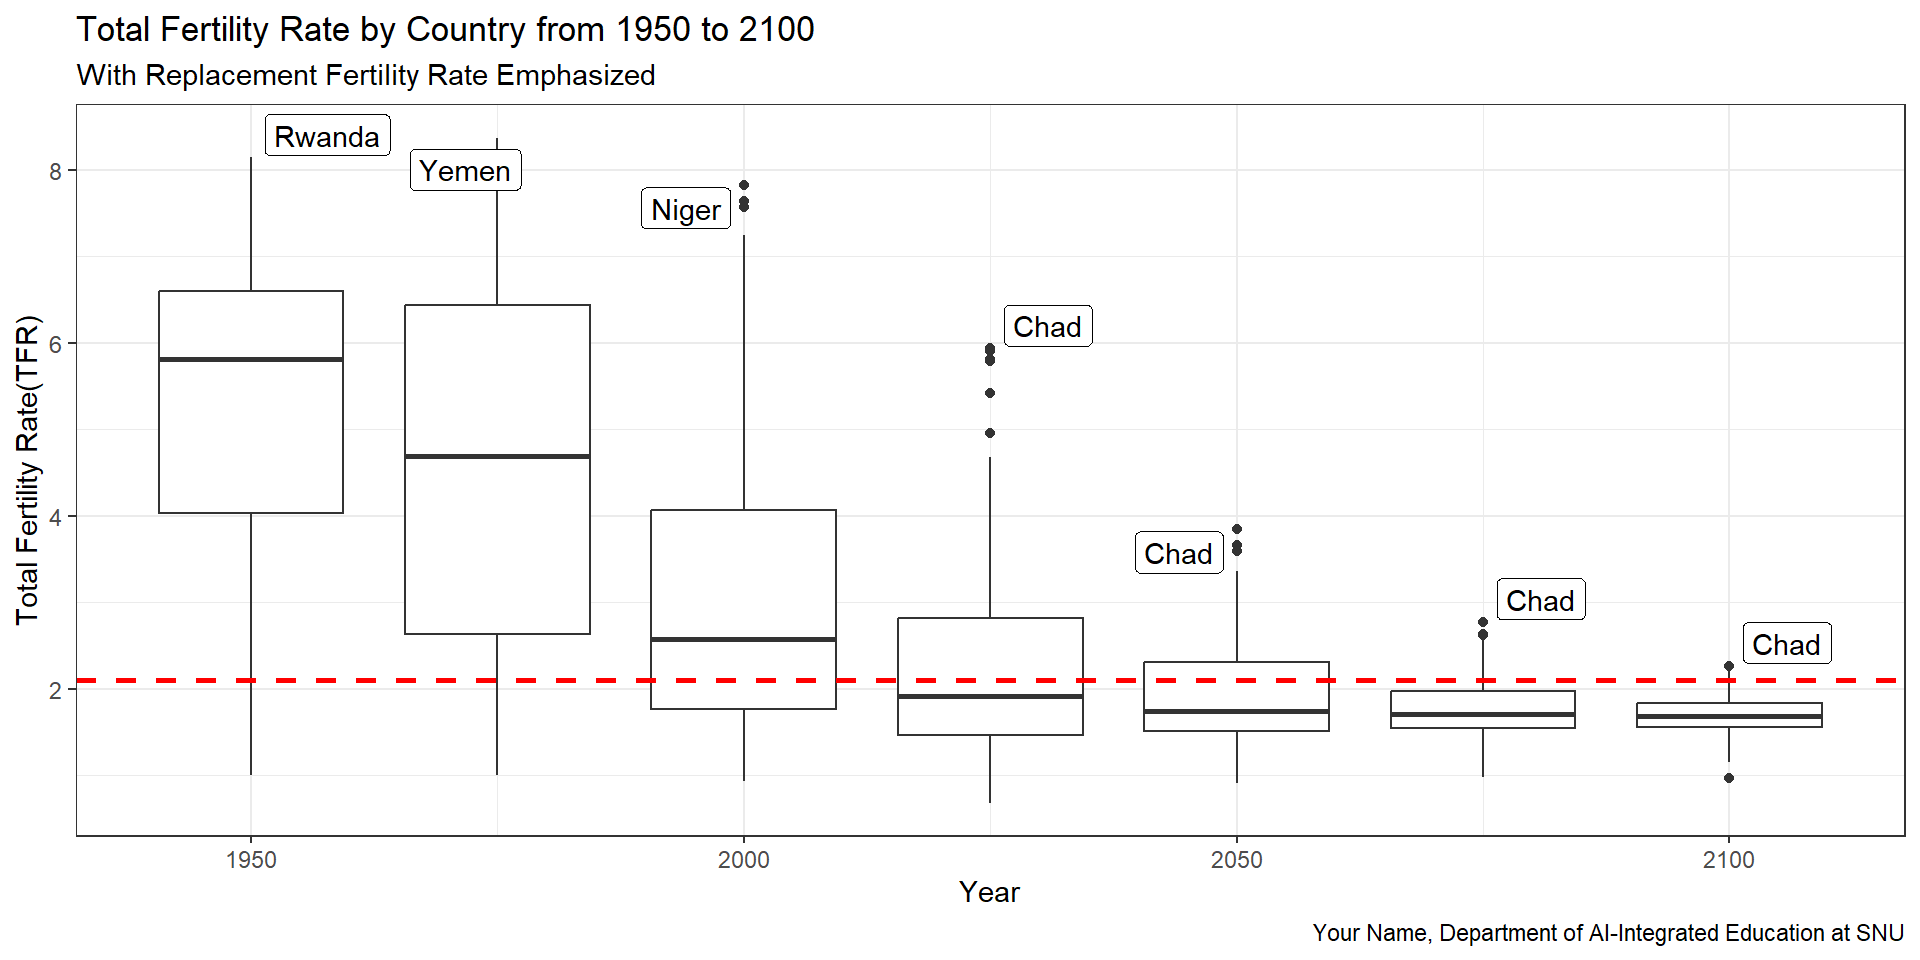 Total Fertility Rate by Country from 1950 to 2100
With Replacement Fertility Rate Emphasized
Total Fertility Rate(TFR)
8
6
4
2
Rwanda
Yemen
Niger
Chad
Chad
Chad
Chad
1950
2000
2050
2100
Year
Your Name, Department of AI-Integrated Education at SNU